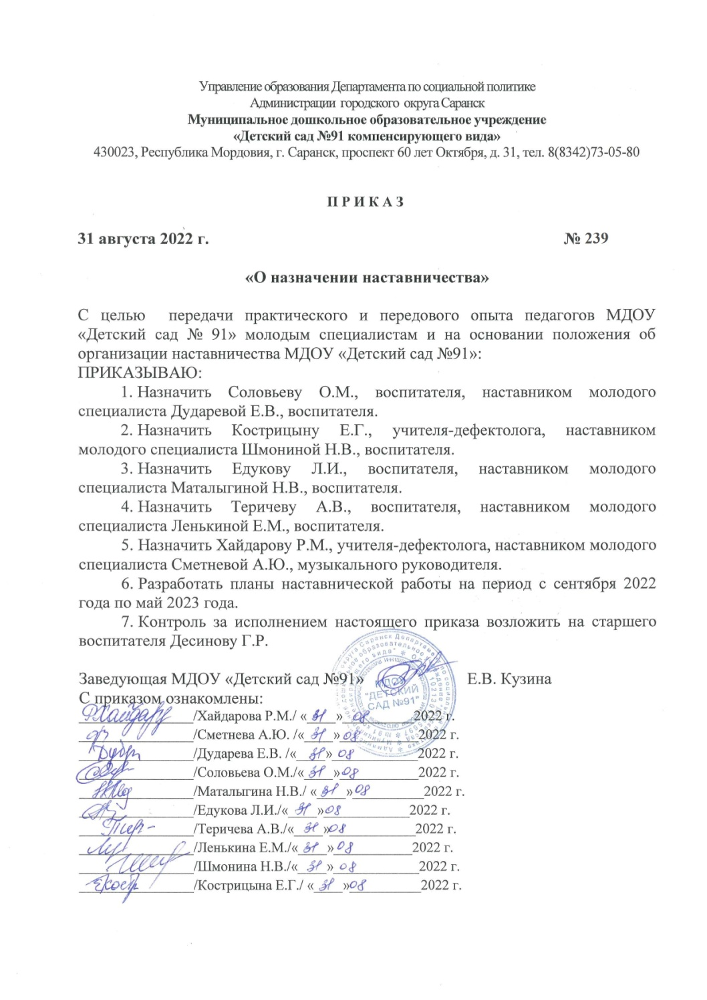 Управление образования Департамента по социальной политике
Администрации городского округа Саранск
Муниципальное дошкольное образовательное учреждение
«Детский сад №91 компенсирующего вида»
430023, Республика Мордовия, г. Саранск, проспект 60 лет Октября, д. 31, тел. 8(8342)73-05-80
П Р И К А З
31 августа 2022 г. № 239
«О назначении наставничества»
С целью передачи практического и передового опыта педагогов МДОУ
«Детский сад № 91» молодым специалистам и на основании положения об
организации наставничества МДОУ «Детский сад №91»:
ПРИКАЗЫВАЮ:
1. Назначить Соловьеву О.М., воспитателя, наставником молодого
специалиста Дударевой Е.В., воспитателя.
2. Назначить Кострицыну Е.Г., учителя-дефектолога, наставником
молодого специалиста Шмониной Н.В., воспитателя.
3. Назначить Едукову Л.И., воспитателя, наставником молодого
специалиста Маталыгиной Н.В., воспитателя.
4. Назначить Теричеву А.В., воспитателя, наставником молодого
специалиста Ленькиной Е.М., воспитателя.
5. Назначить Хайдарову Р.М., учителя-дефектолога, наставником молодого
специалиста Сметневой А.Ю., музыкального руководителя.
6. Разработать планы наставнической работы на период с сентября 2022
года по май 2023 года.
7. Контроль за исполнением настоящего приказа возложить на старшего
воспитателя Десинову Г.Р.
Заведующая МДОУ «Детский сад №91» Е.В. Кузина
МДОУ
"ДЕТСКИЙ
САД №91"
С приказом ознакомлены:
/Хайдарова Р.М./ «31» 08 2022 г.
/Сметнева А.Ю. /«31» 08 2022 г.
/Дударева Е.В. /«31» 08 2022 г.
/Соловьева О.М./«31» 08 2022 г.
/Маталыгина Н.В./ «31» 08 2022 г.
/Едукова Л.И./«31» 08 2022 г.
/Теричева А.В./«31» 08 2022 г.
/Ленькина Е.М./«31» 08 2022 г.
/Шмонина Н.В./«31» 08 2022 г.
/Кострицына Е.Г./ «31» 08 2022 г.